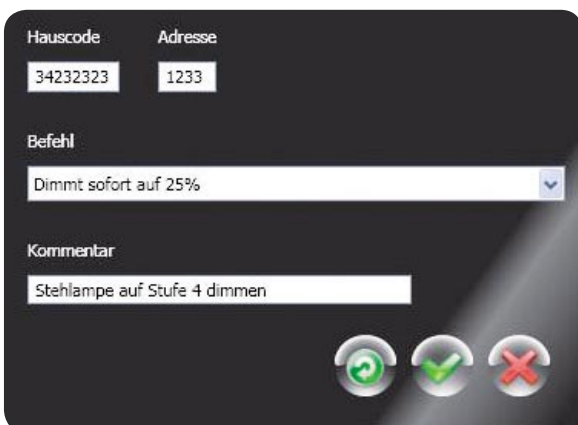 Hauscode Adresse
34232323 1233
Befehl
Dimmt sofort auf 25%
Kommentar
Stehlampe auf Stufe 4 dimmen